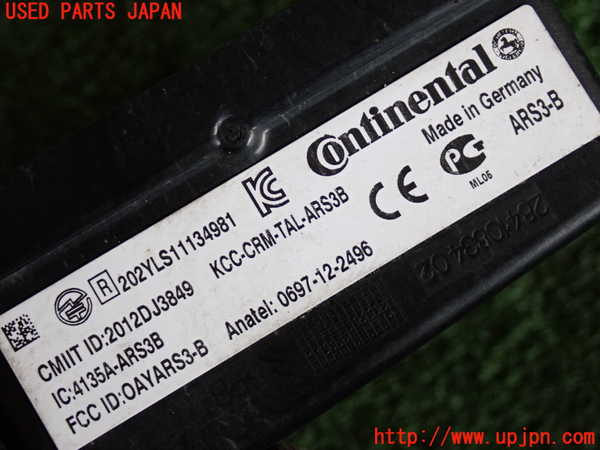 USED PARTS JAPAN
Continental
Made in Germany
ARS3-B
ML06
R 202YLS11134981
KCC-CRM-TAL-ARS3B
CE
CMIIT ID:2012DJ3849
Anatel: 0697-12-2496
IC:4135A-ARS3B
FCC ID:OAYARS3-B
http://www.upjpn.com/